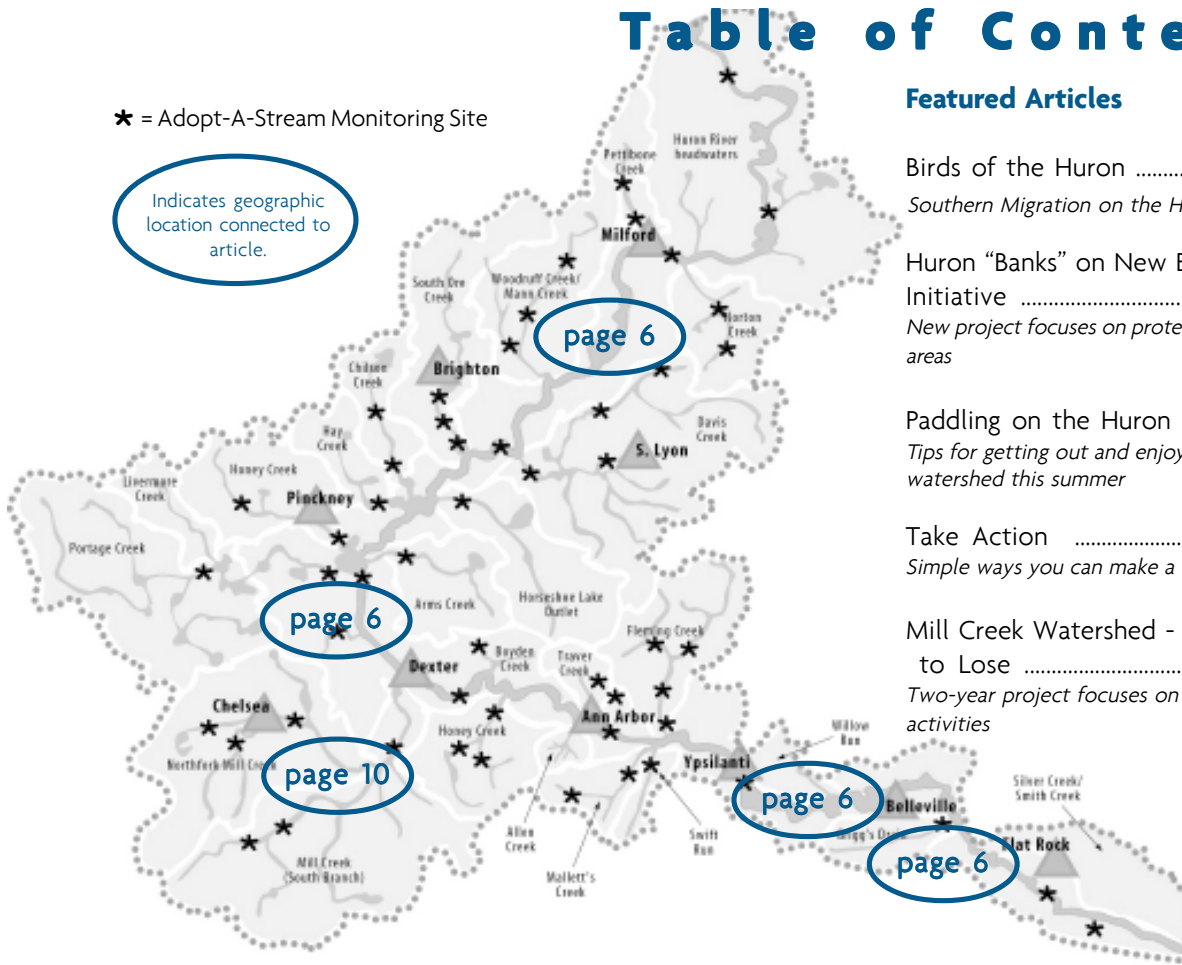 Table of Conte
★ = Adopt-A-Stream Monitoring Site
Indicates geographic
location connected to
article.
Featured Articles
Birds of the Huron ..........
Southern Migration on the H
Huron “Banks” on New E
Initiative ..............................
New project focuses on prote
areas
Paddling on the Huron
Tips for getting out and enjoy
watershed this summer
Take Action ....................
Simple ways you can make a
Mill Creek Watershed -
to Lose .............................
Two-year project focuses on
activities
Huron River
headwaters
Pettibone
Creek
Milford
Woodruff Creek/
Mann Creek
South Ore
Creek
page 6
Norton
Creek
Brighton
Chilson
Creek
Davis
Creek
S. Lyon
Hay
Creek
Honey Creek
Livermore
Creek
Pinckney
Portage Creek
page 6
Arms Creek
Horseshoe Lake
Outlet
Fleming Creek
Boyden
Creek
Traver
Creek
Dexter
Chelsea
Ann Arbor
Honey Creek
Northfork Mill Creek
page 10
Ypsilanti
Willow
Run
page 6
Belleville
Silver Creek/
Smith Creek
Allen
Creek
Swift
Run
Flat Rock
page 6
Mill Creek
(South Branch)
Mallett's
Creek